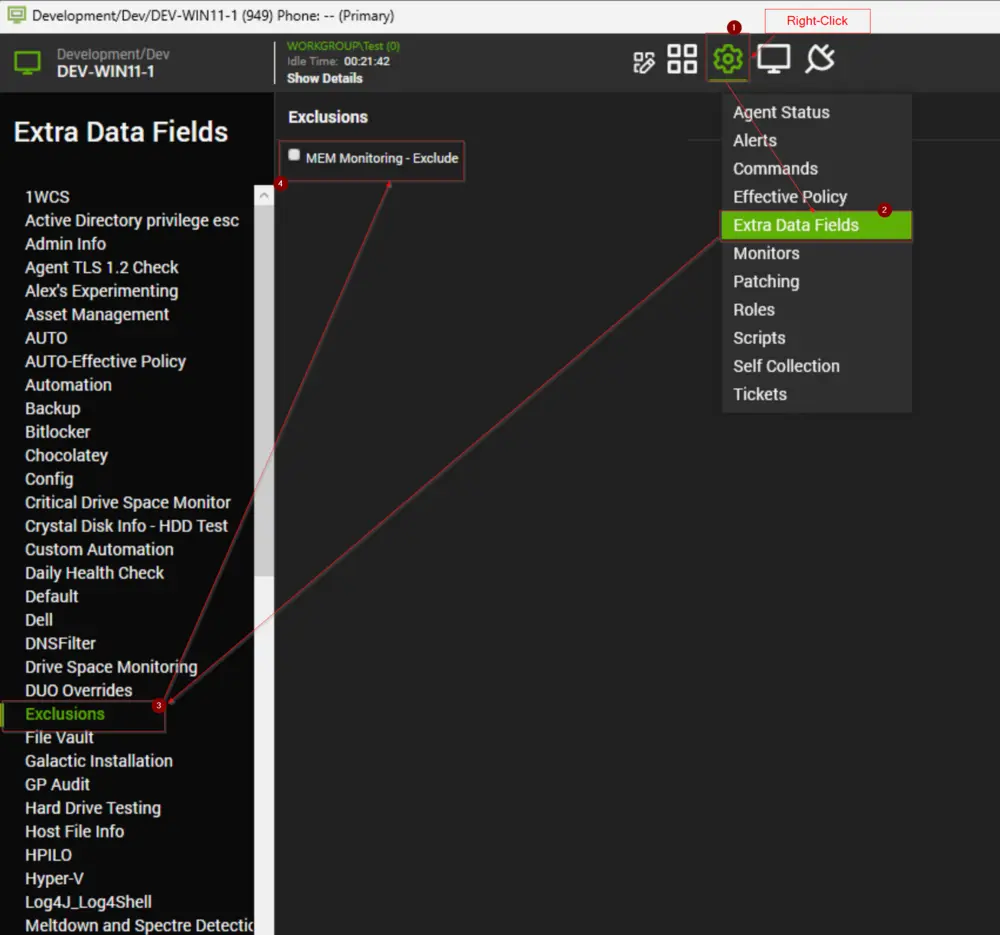 Development/Dev/DEV-WIN11-1 (949) Phone: -- (Primary)
1
Right-Click
Development/Dev
DEV-WIN11-1
WORKGROUP\Test (0)
Idle Time: 00:21:42
Show Details
Extra Data Fields
1WCS
Active Directory privilege esc
Admin Info
Agent TLS 1.2 Check
Alex's Experimenting
Asset Management
AUTO
AUTO-Effective Policy
Automation
Backup
Bitlocker
Chocolatey
Config
Critical Drive Space Monitor
Crystal Disk Info - HDD Test
Custom Automation
Daily Health Check
Default
Dell
DNSFilter
Drive Space Monitoring
DUO Overrides
Exclusions
3
File Vault
Galactic Installation
GP Audit
Hard Drive Testing
Host File Info
HPILO
Hyper-V
Log4J_Log4Shell
Meltdown and Spectre Detectic
Exclusions
MEM Monitoring - Exclude
4
Agent Status
Alerts
Commands
Effective Policy
2
Extra Data Fields
Monitors
Patching
Roles
Scripts
Self Collection
Tickets